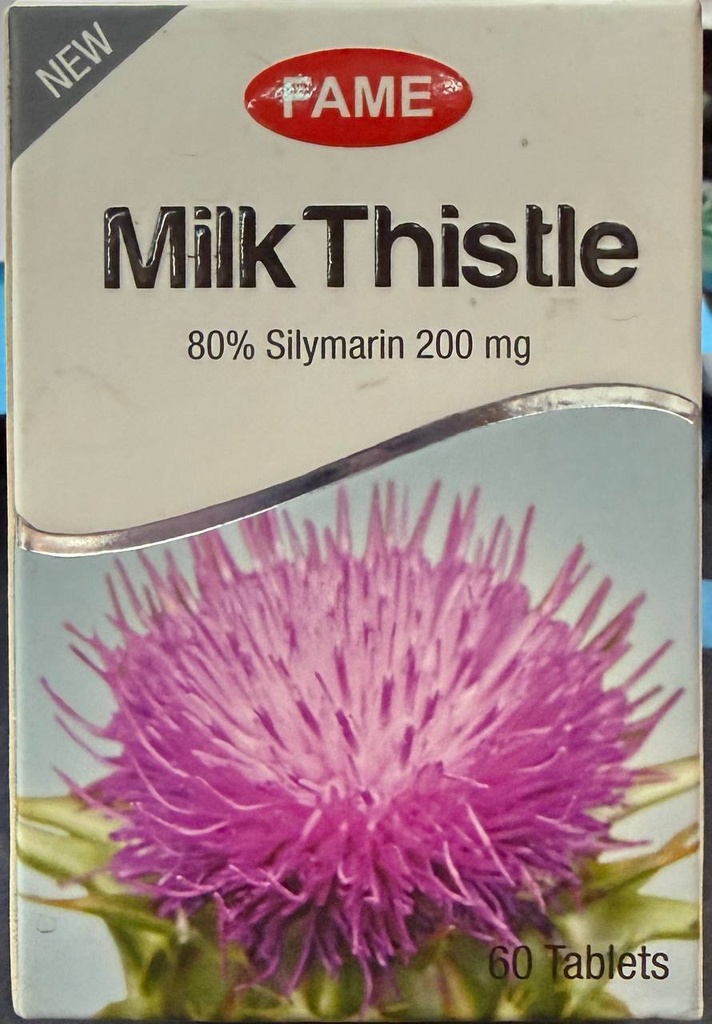 NEW
FAME
Milk Thistle
80% Silymarin 200 mg
60 Tablets